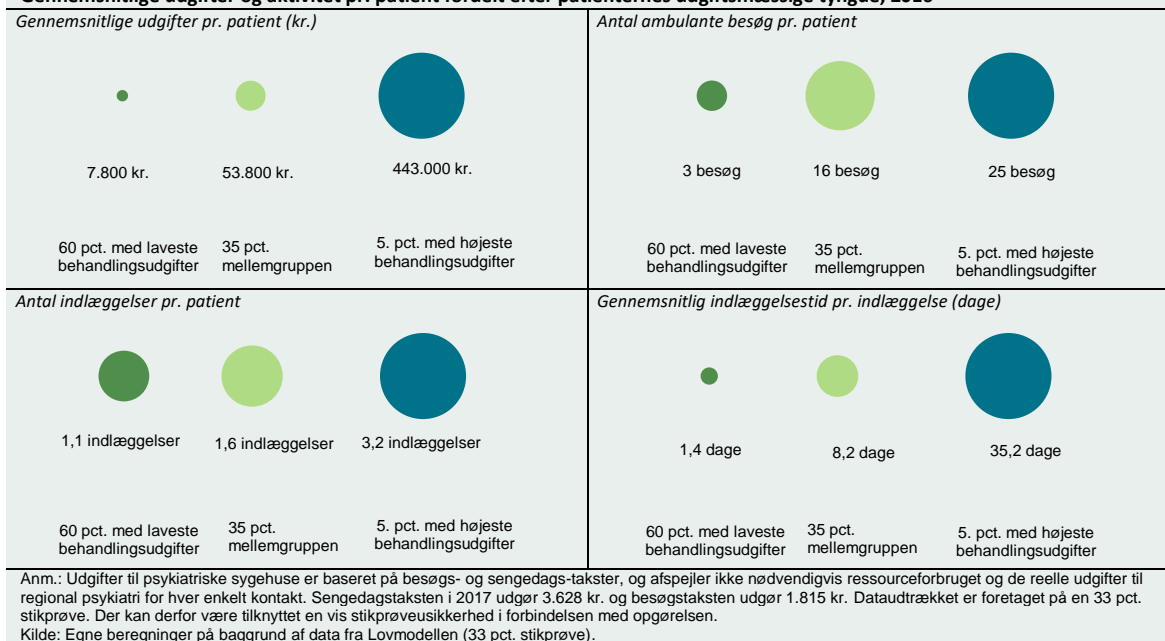 Gennemsnitlige udgifter pr. patient (kr.)
7.800 kr.
53.800 kr.
443.000 kr.
60 pct. med laveste
behandlingsudgifter
35 pct.
mellemgruppen
5. pct. med højeste
behandlingsudgifter
Antal ambulante besøg pr. patient
3 besøg
16 besøg
25 besøg
60 pct. med laveste
behandlingsudgifter
35 pct.
mellemgruppen
5. pct. med højeste
behandlingsudgifter
Antal indlæggelser pr. patient
1,1 indlæggelser
1,6 indlæggelser
3,2 indlæggelser
60 pct. med laveste
behandlingsudgifter
35 pct.
mellemgruppen
5. pct. med højeste
behandlingsudgifter
Gennemsnitlig indlæggelsestid pr. indlæggelse (dage)
1,4 dage
8,2 dage
35,2 dage
60 pct. med laveste
behandlingsudgifter
35 pct.
mellemgruppen
5. pct. med højeste
behandlingsudgifter
Anm.: Udgifter til psykiatriske sygehuse er baseret på besøgs- og sengedags-takster, og afspejler ikke nødvendigvis ressourceforbruget og de reelle udgifter til
regional psykiatri for hver enkelt kontakt. Sengedagstaksten i 2017 udgør 3.628 kr. og besøgstaksten udgør 1.815 kr. Dataudtrækket er foretaget på en 33 pct.
stikprøve. Der kan derfor være tilknyttet en vis stikprøveusikkerhed i forbindelsen med opgørelsen.
Kilde: Egne beregninger på baggrund af data fra Lovmodellen (33 pct. stikprøve).